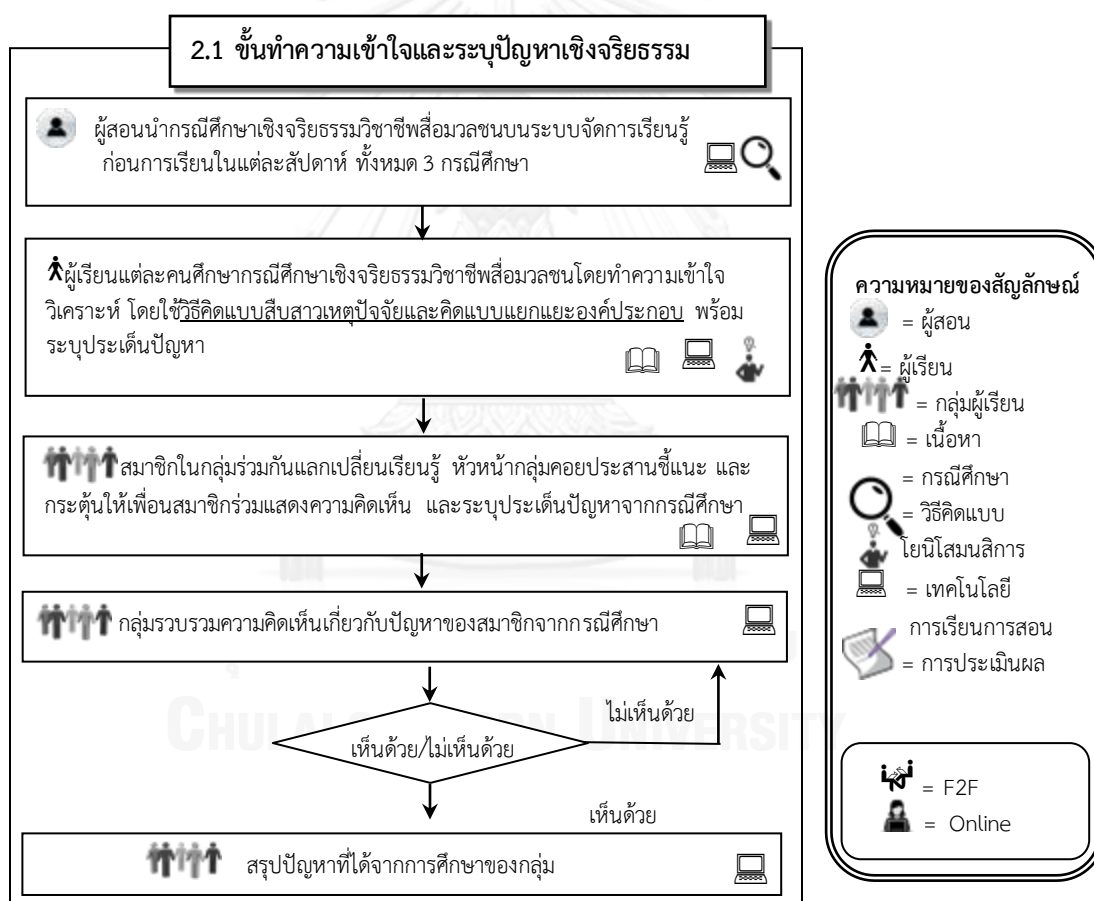 2.1 ขั้นทำความเข้าใจและระบุปัญหาเชิงจริยธรรม
ผู้สอนนำกรณีศึกษาเชิงจริยธรรมวิชาชีพสื่อมวลชนบนระบบจัดการเรียนรู้
ก่อนการเรียนในแต่ละสัปดาห์ ทั้งหมด 3 กรณีศึกษา
ผู้เรียนแต่ละคนศึกษากรณีศึกษาเชิงจริยธรรมวิชาชีพสื่อมวลชนโดยทำความเข้าใจ
วิเคราะห์ โดยใช้วิธีคิดแบบสืบสาวเหตุปัจจัยและคิดแบบแยกแยะองค์ประกอบ พร้อม
ระบุประเด็นปัญหา
สมาชิกในกลุ่มร่วมกันแลกเปลี่ยนเรียนรู้ หัวหน้ากลุ่มคอยประสานชี้แนะ และ
กระตุ้นให้เพื่อนสมาชิกร่วมแสดงความคิดเห็น และระบุประเด็นปัญหาจากกรณีศึกษา
กลุ่มรวบรวมความคิดเห็นเกี่ยวกับปัญหาของสมาชิกจากกรณีศึกษา
ไม่เห็นด้วย
เห็นด้วย/ไม่เห็นด้วย
เห็นด้วย
สรุปปัญหาที่ได้จากการศึกษาของกลุ่ม
ความหมายของสัญลักษณ์
= ผู้สอน
= ผู้เรียน
= กลุ่มผู้เรียน
= เนื้อหา
= กรณีศึกษา
= วิธีคิดแบบ
โยนิโสมนสิการ
= เทคโนโลยี
การเรียนการสอน
= การประเมินผล
= F2F
= Online
CHULALONGKORN UNIVERSITY